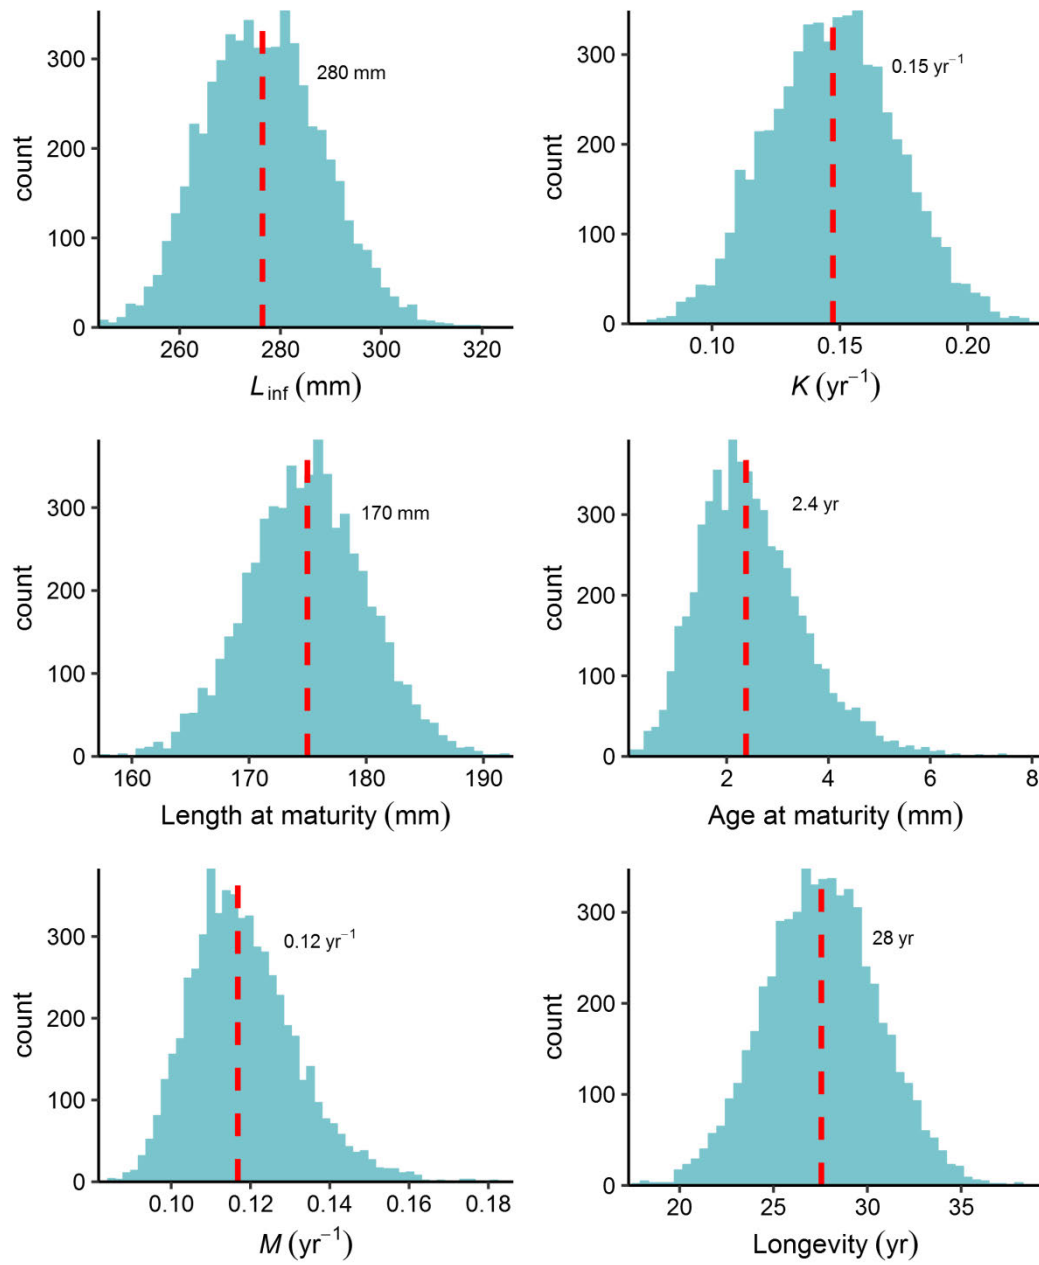 300
200
100
0
count
280 mm
260 280 300 320
L inf (mm)
300
200
100
0
count
0.15 yr⁻¹
0.10 0.15 0.20
K (yr⁻¹)
300
200
100
0
count
170 mm
160 170 180 190
Length at maturity (mm)
300
200
100
0
count
2.4 yr
2 4 6 8
Age at maturity (mm)
300
200
100
0
count
0.12 yr⁻¹
0.10 0.12 0.14 0.16 0.18
M (yr⁻¹)
300
200
100
0
count
28 yr
20 25 30 35
Longevity (yr)